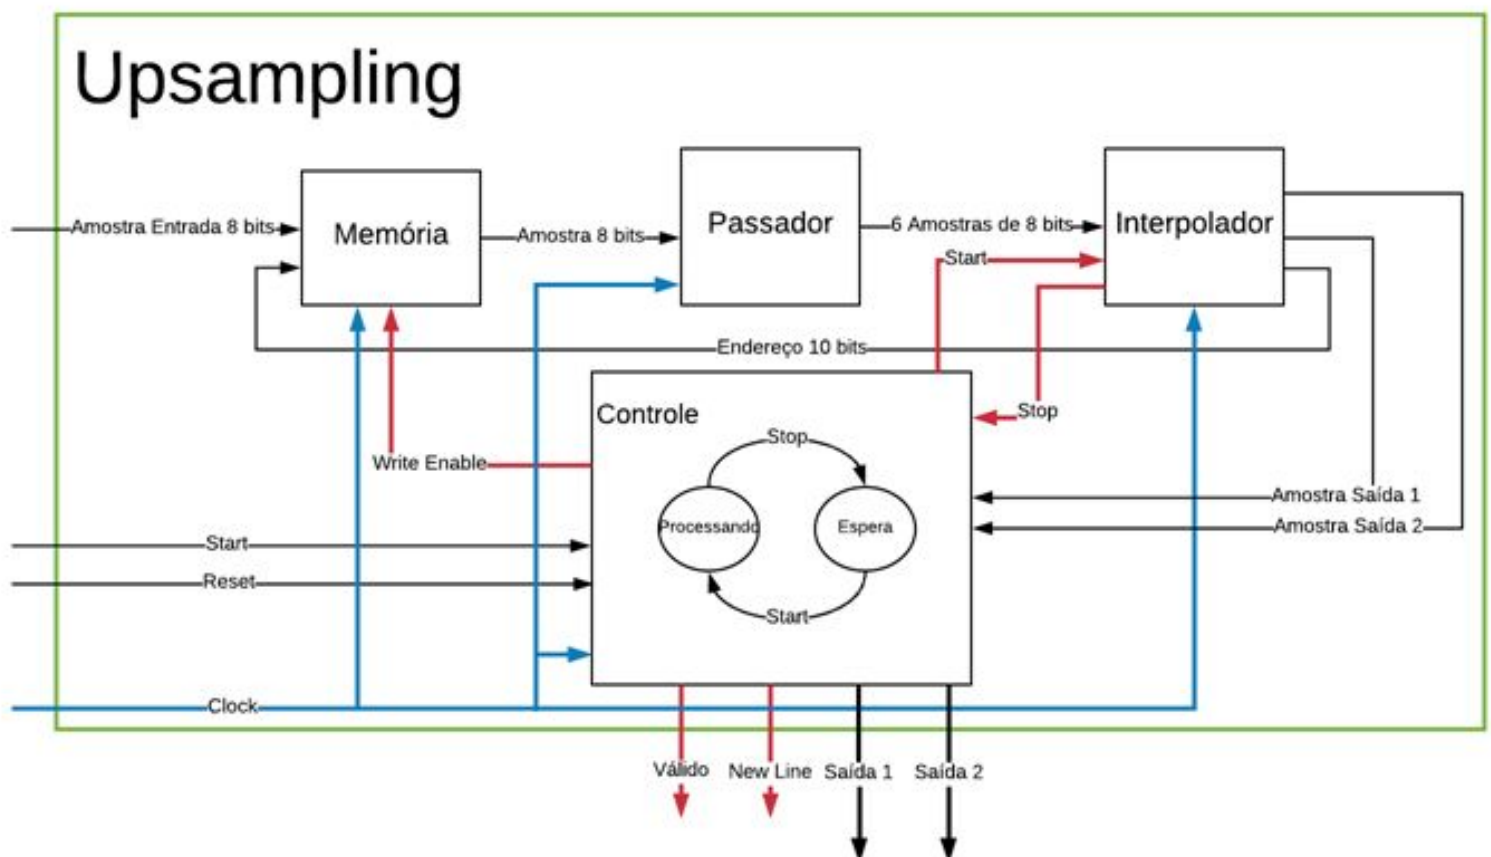 Upsampling
Amostra Entrada 8 bits
Memória
Amostra 8 bits
Passador
6 Amostras de 8 bits
Interpolador
Start
Endereço 10 bits
Controle
Stop
Stop
Write Enable
Processando
Espera
Amostra Saída 1
Amostra Saída 2
Start
Reset
Start
Clock
Válido
New Line
Saída 1
Saída 2